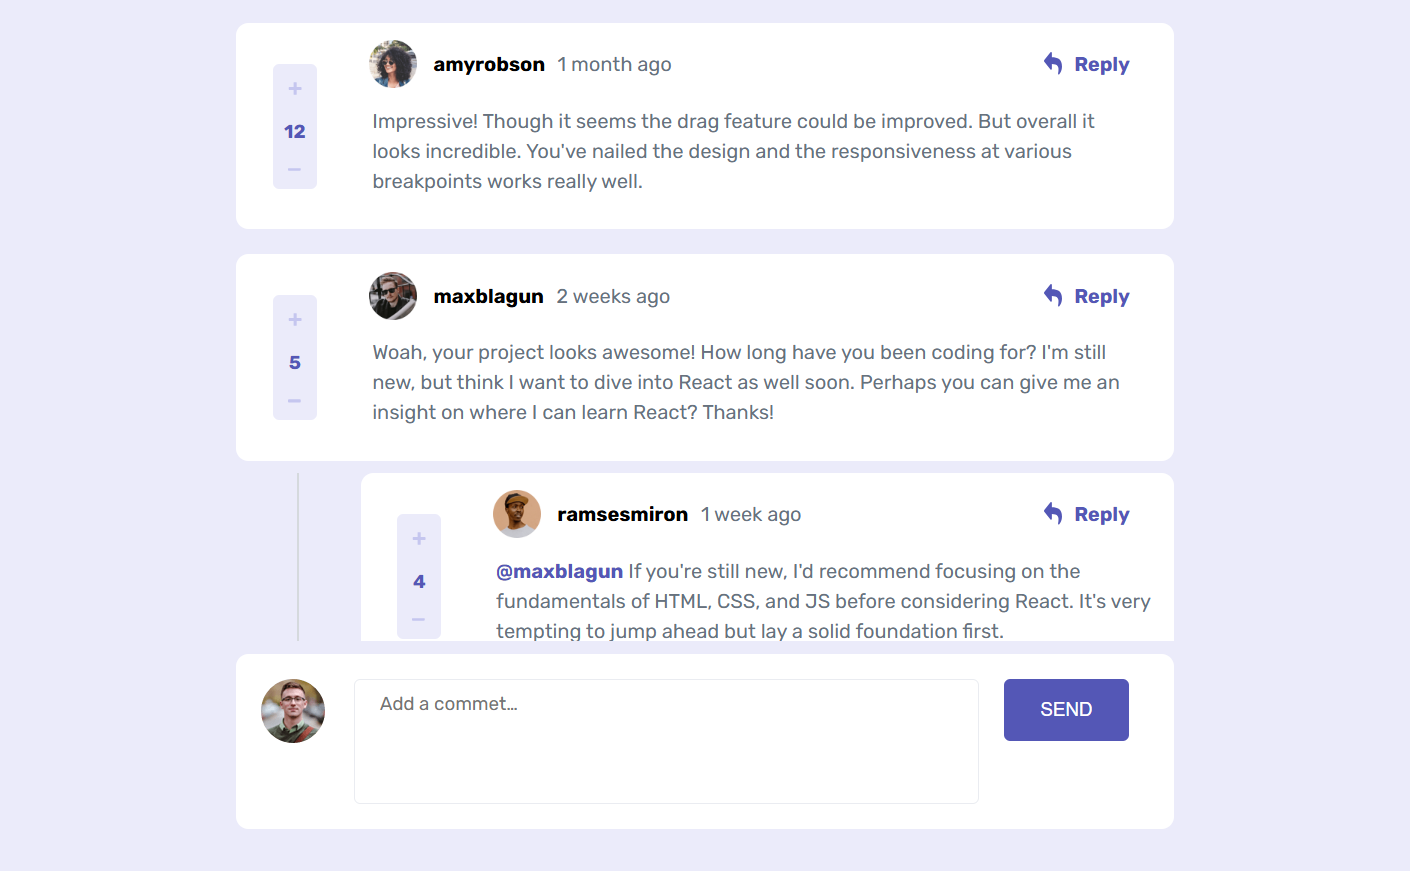 amyrobson 1 month ago Reply
+
12
−
Impressive! Though it seems the drag feature could be improved. But overall it
looks incredible. You've nailed the design and the responsiveness at various
breakpoints works really well.
maxblagun 2 weeks ago Reply
+
5
−
Woah, your project looks awesome! How long have you been coding for? I'm still
new, but think I want to dive into React as well soon. Perhaps you can give me an
insight on where I can learn React? Thanks!
ramsesmiron 1 week ago Reply
+
4
−
@maxblagun If you're still new, I'd recommend focusing on the
fundamentals of HTML, CSS, and JS before considering React. It's very
tempting to jump ahead but lay a solid foundation first.
Add a commet...
SEND